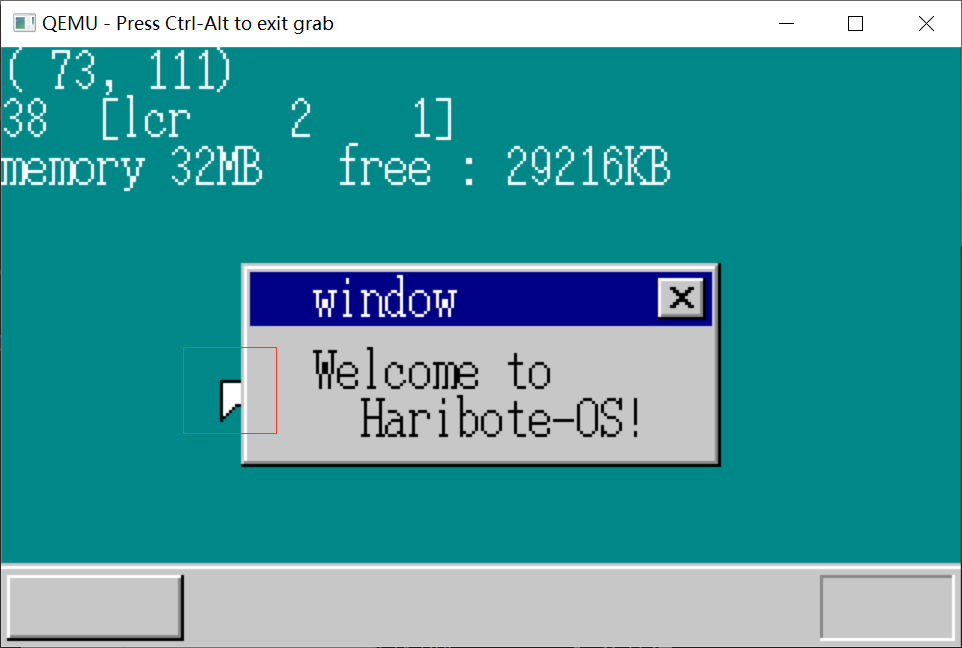 QEMU - Press Ctrl-Alt to exit grab
( 73, 111)
38 [lcr 2 1]
memory 32MB free : 29216KB
window
Welcome to
Haribote-OS!